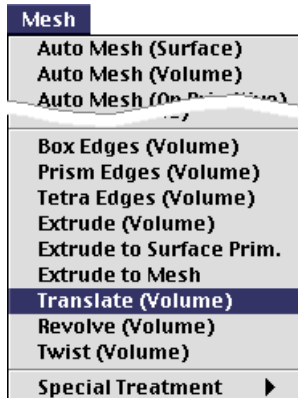 Mesh
Auto Mesh (Surface)
Auto Mesh (Volume)
Auto Mesh (On
Box Edges (Volume)
Prism Edges (Volume)
Tetra Edges (Volume)
Extrude (Volume)
Extrude to Surface Prim.
Extrude to Mesh
Translate (Volume)
Revolve (Volume)
Twist (Volume)
Special Treatment